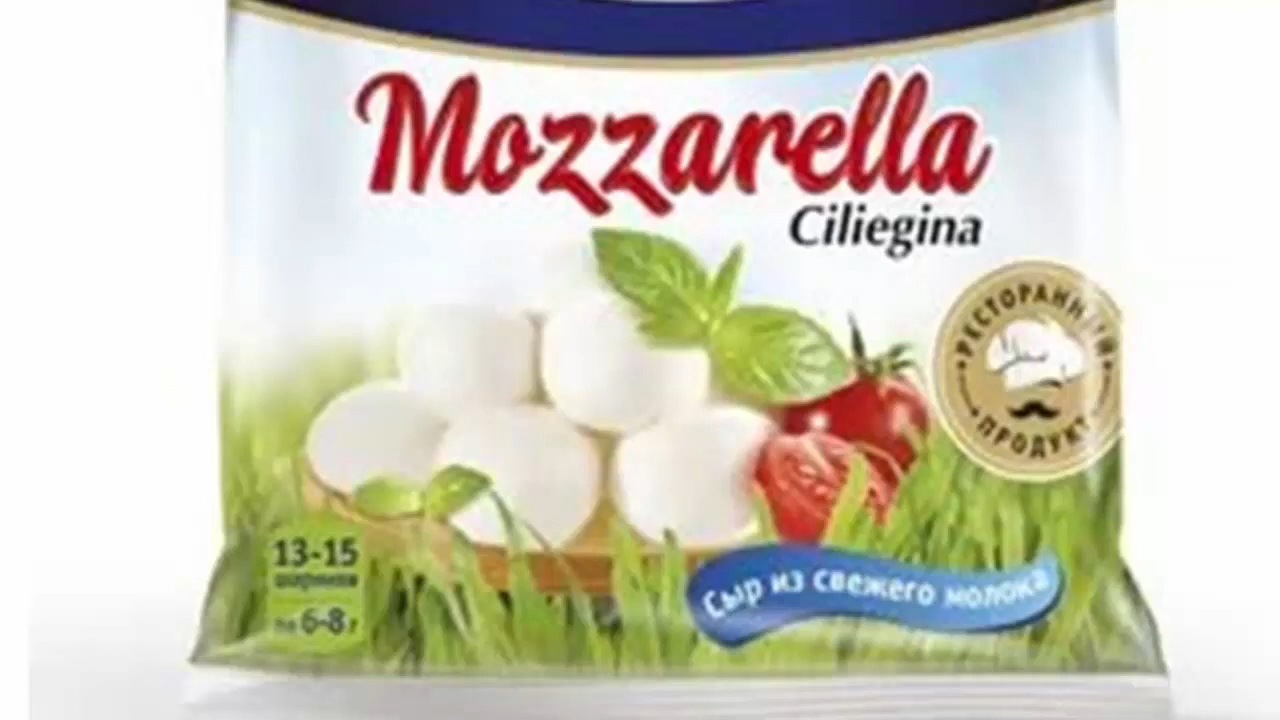 Mozzarella
Ciliegina
РЕСТОРАННЫЙ
ПРОДУКТ
13-15
шариков
по 6-8 г
Сыр из свежего молока